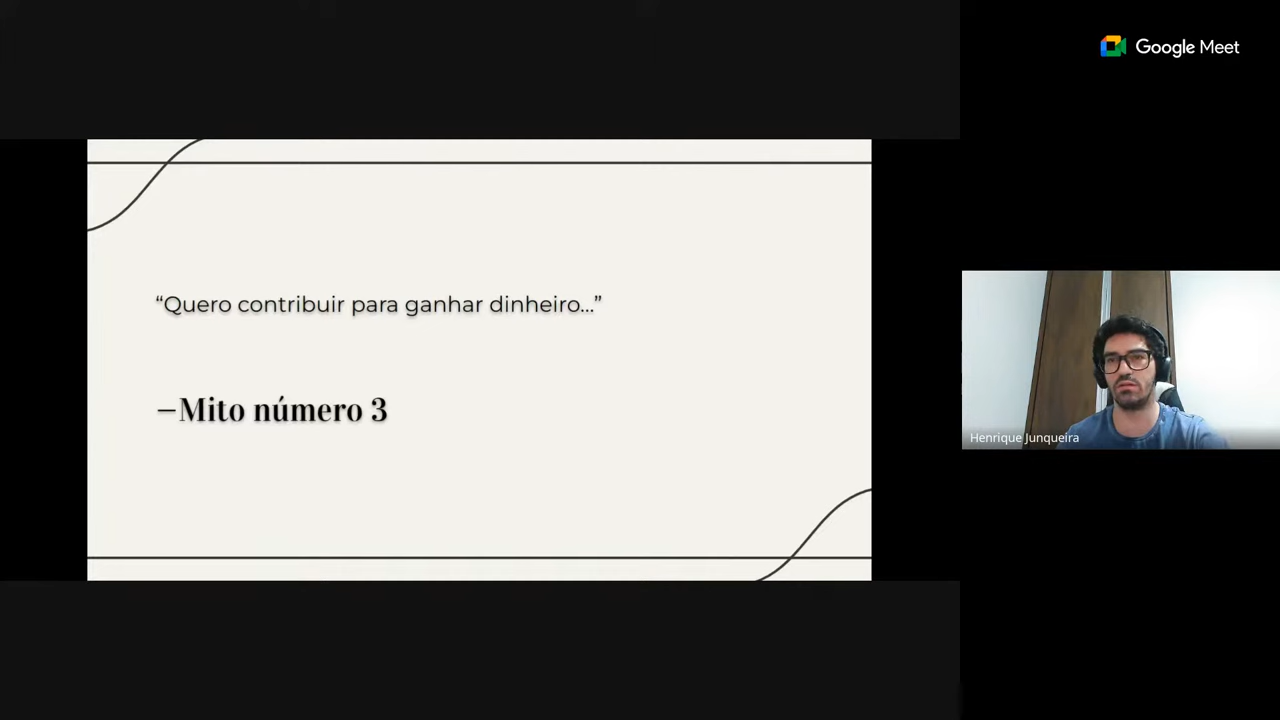 Google Meet
“Quero contribuir para ganhar dinheiro...”
—Mito número 3
Henrique Junqueira